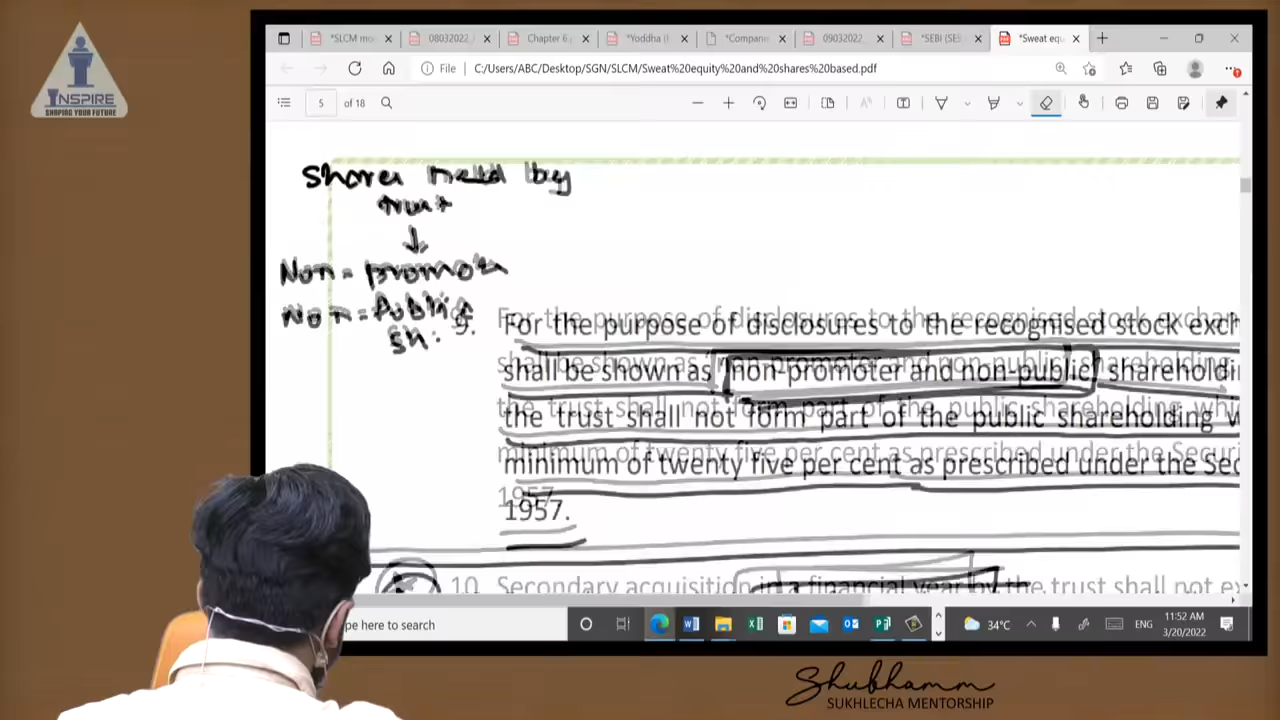 INSPIRE
SHAPING YOUR FUTURE
*SLCM mo
08032022_
Chapter 6
*Yoddha (
*Companie
09032022_
*SEBI (SEB
*Sweat equ
File
C:/Users/ABC/Desktop/SGN/SLCM/Sweat%20equity%20and%20shares%20based.pdf
5 of 18
Shares held by
trust
Non = promoter
Non = Public
Sh:
9. For the purpose of disclosures to the recognised stock exch
shall be shown as non-promoter and non-public shareholdi
the trust shall not form part of the public shareholding w
minimum of twenty five per cent as prescribed under the Sec
1957.
10. Secondary acquisition in a financial year by the trust shall not ex
pe here to search
34°C
ENG
11:52 AM
3/20/2022
Shubhamm
SUKHLECHA MENTORSHIP